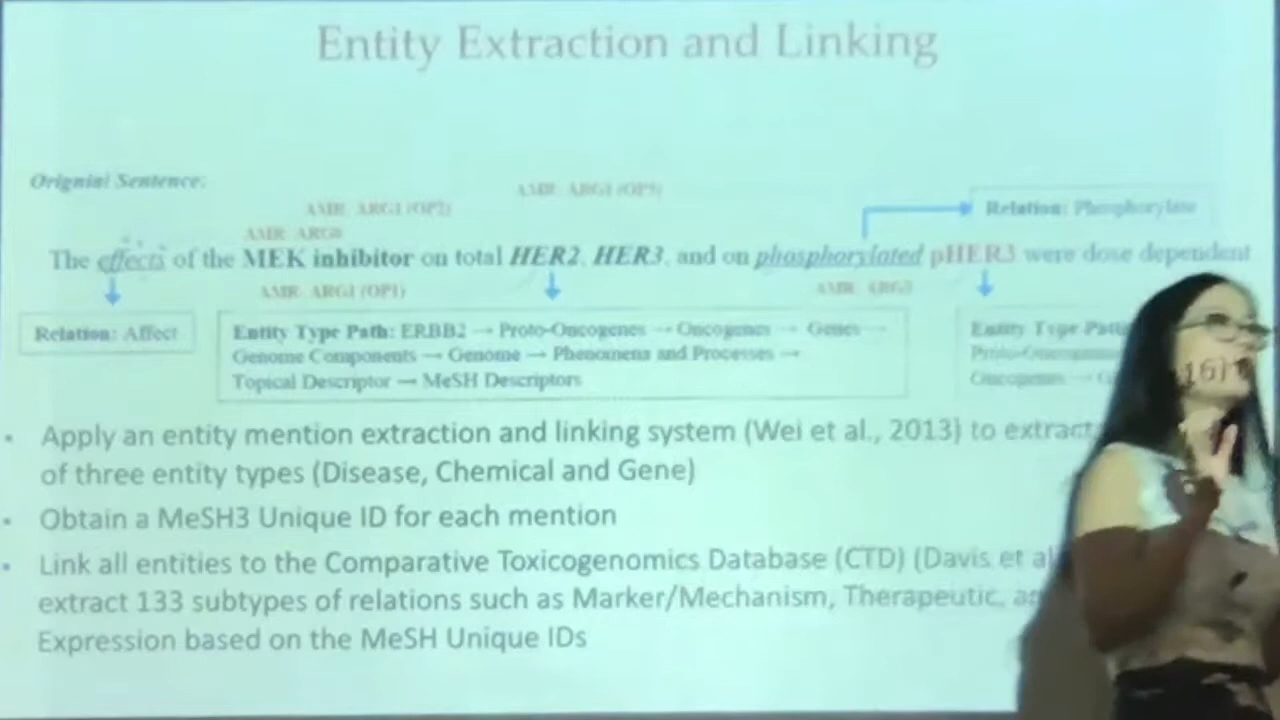 Entity Extraction and Linking
Orignial Sentence:
AMR: ARG1 (OP3)
AMR: ARG1 (OP2)
Relation: Phosphorylate
AMR: ARG0
The effects of the MEK inhibitor on total HER2, HER3, and on phosphorylated pHER3 were dose dependent
AMR: ARG1 (OP1)
Relation: Affect
Entity Type Path: ERBB2 → Proto-Oncogenes → Oncogenes → Genes →
Genome Components → Genome → Phenomena and Processes →
Topical Descriptor → MeSH Descriptors
Entity Type Path
Proto-Oncogenes
Oncogenes →
16)
• Apply an entity mention extraction and linking system (Wei et al., 2013) to extract
of three entity types (Disease, Chemical and Gene)
• Obtain a MeSH3 Unique ID for each mention
• Link all entities to the Comparative Toxicogenomics Database (CTD) (Davis et al
extract 133 subtypes of relations such as Marker/Mechanism, Therapeutic,
Expression based on the MeSH Unique IDs